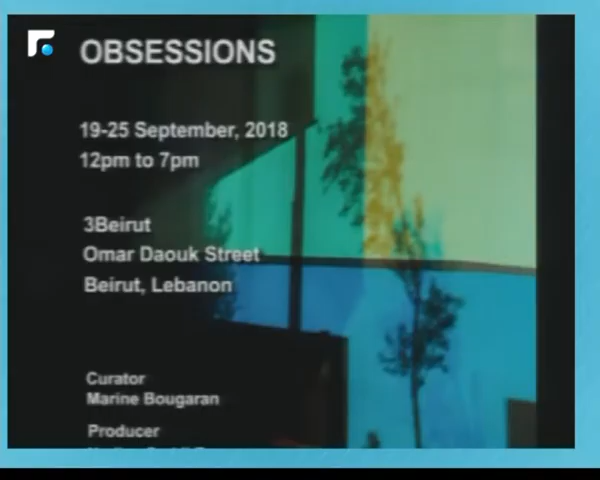 OBSESSIONS
19-25 September, 2018
12pm to 7pm
3Beirut
Omar Daouk Street
Beirut, Lebanon
Curator
Marine Bougaran
Producer